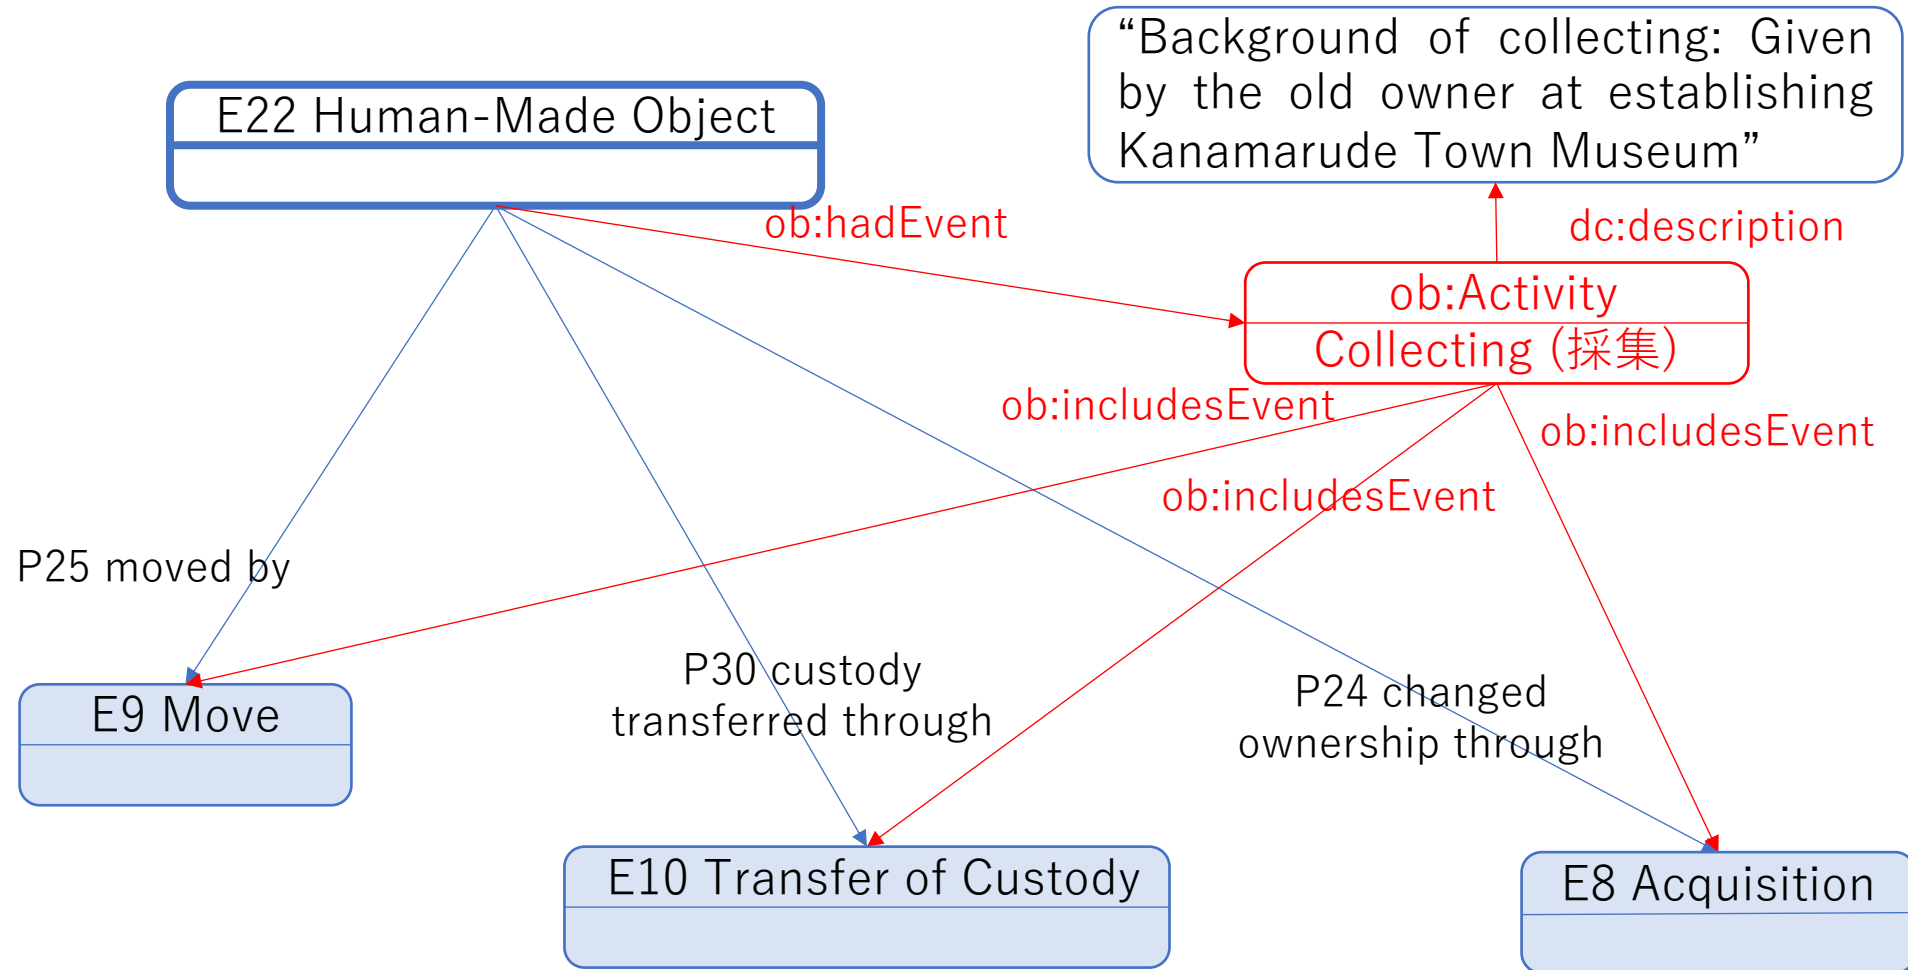 “Background of collecting: Given
by the old owner at establishing
Kanamarude Town Museum”
E22 Human-Made Object
ob:hadEvent
dc:description
ob:Activity
Collecting (採集)
ob:includesEvent
ob:includesEvent
ob:includesEvent
P25 moved by
P30 custody
transferred through
P24 changed
ownership through
E9 Move
E10 Transfer of Custody
E8 Acquisition